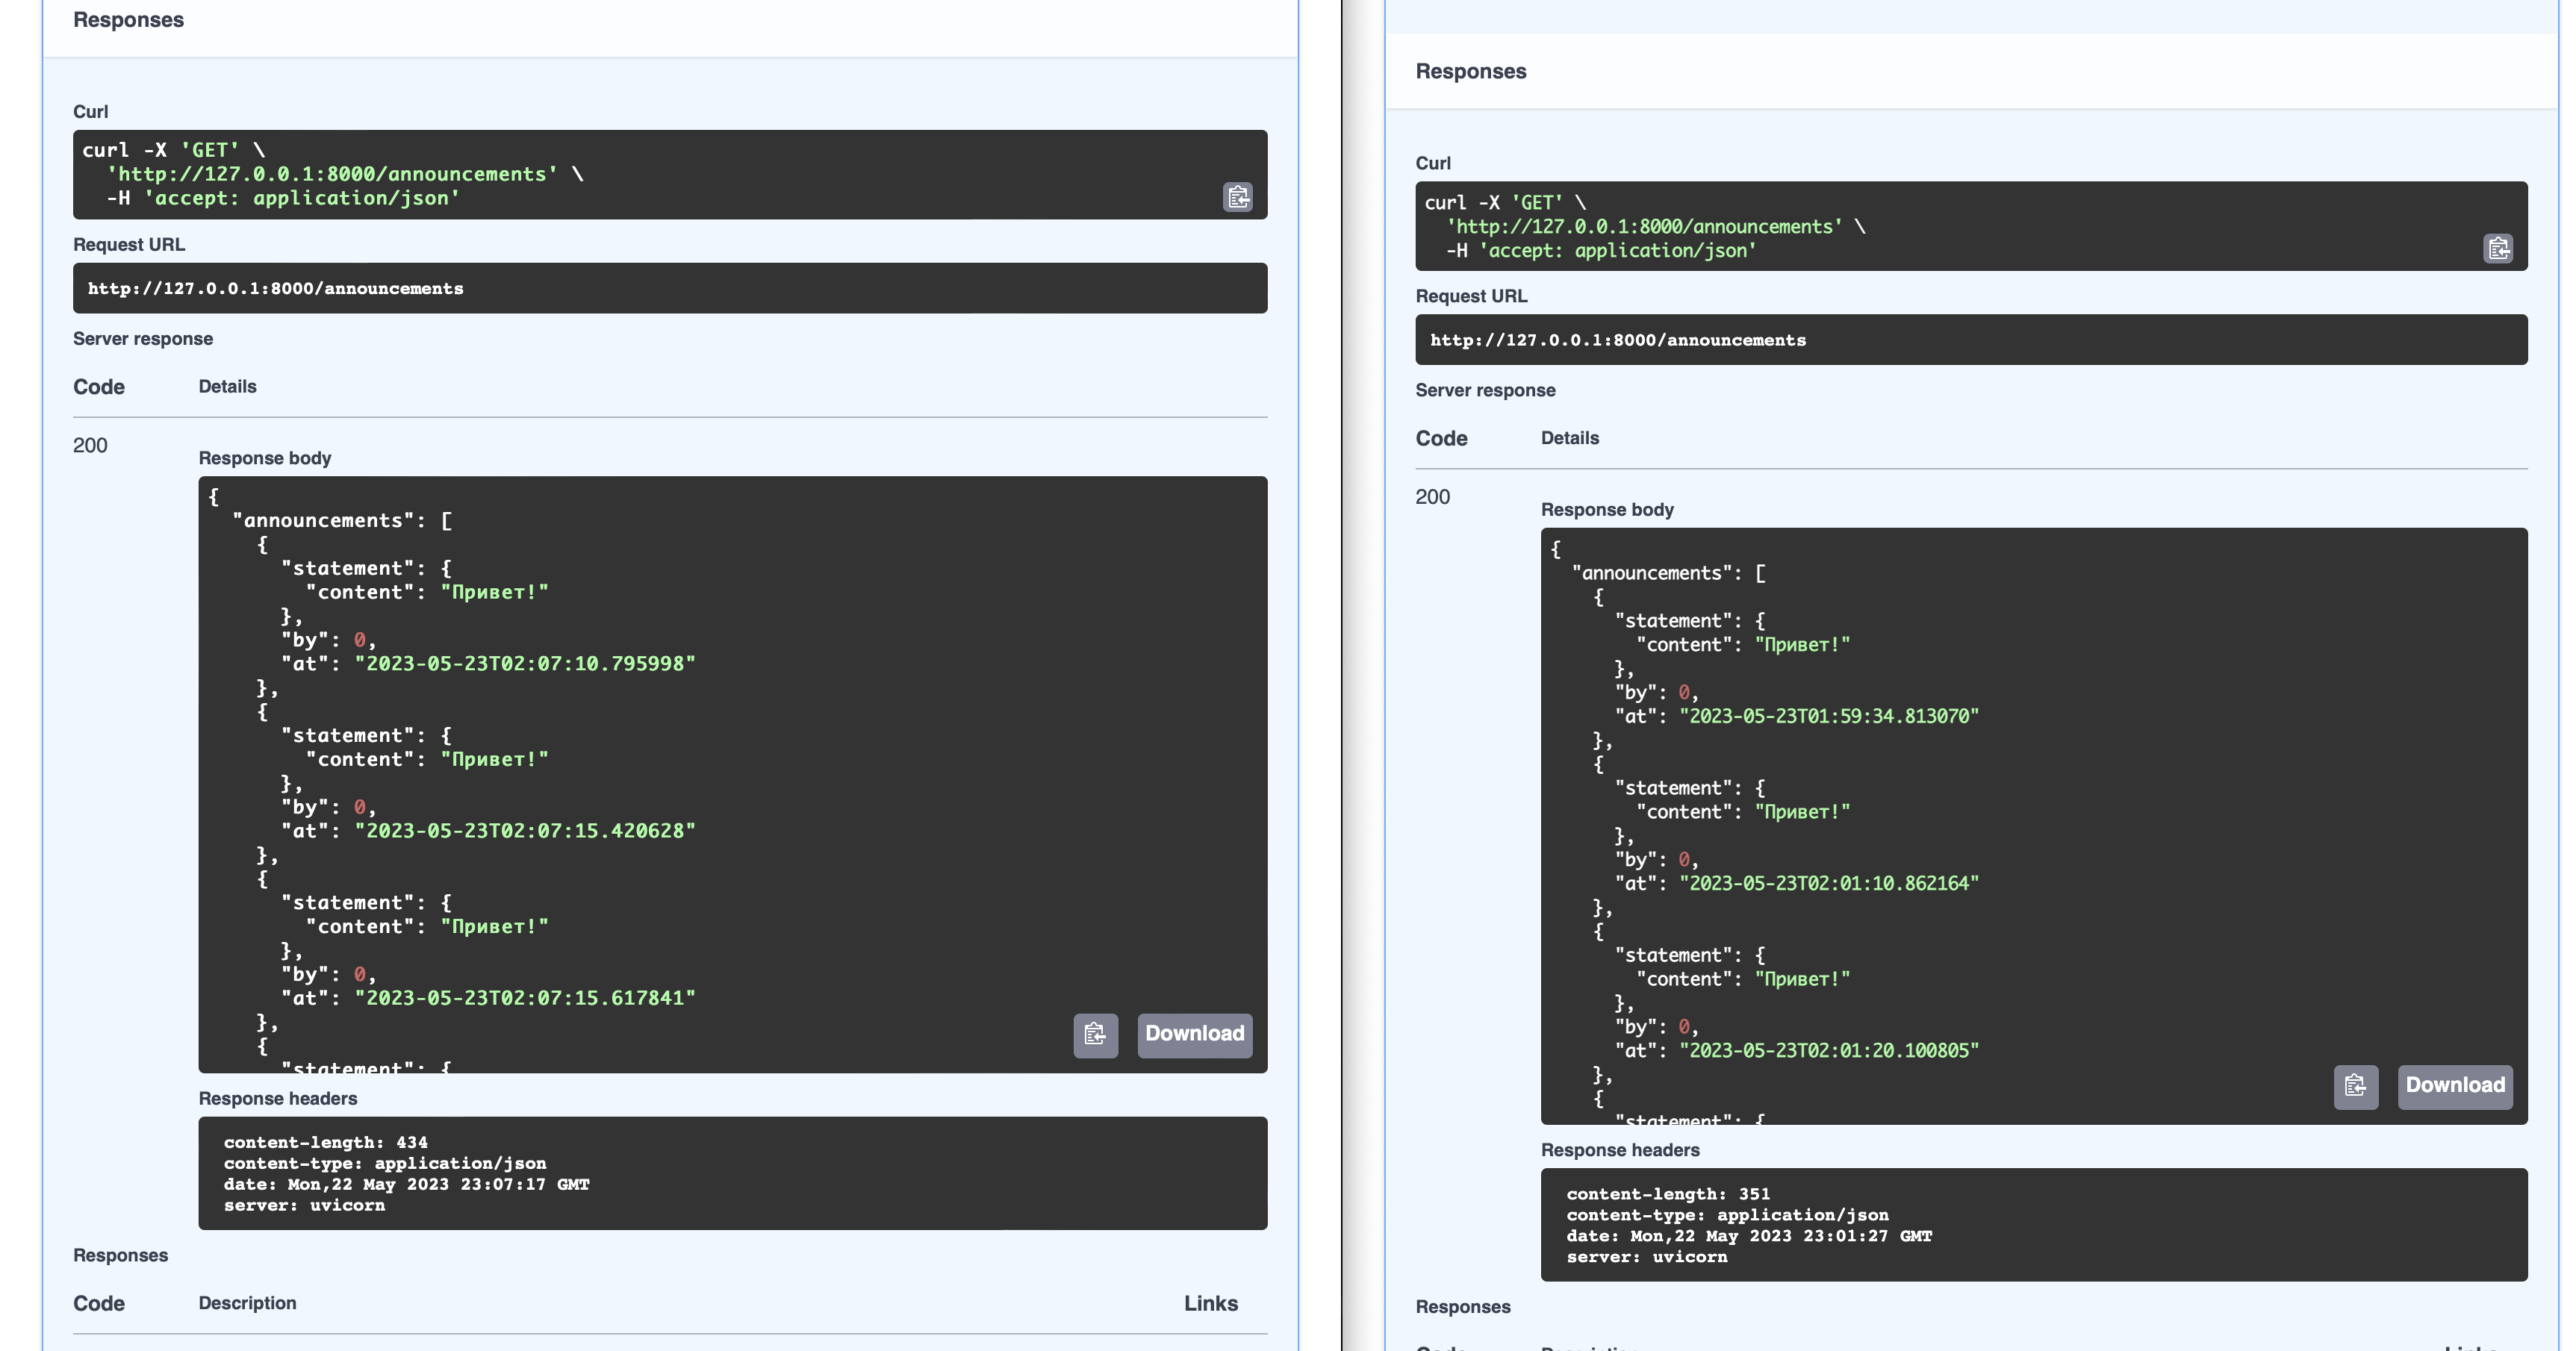 Responses
Curl
curl -X 'GET' \
'http://127.0.0.1:8000/announcements' \
-H 'accept: application/json'
Request URL
http://127.0.0.1:8000/announcements
Server response
Code Details
200
Response body
{
"announcements": [
{
"statement": {
"content": "Привет!"
},
"by": 0,
"at": "2023-05-23T02:07:10.795998"
},
{
"statement": {
"content": "Привет!"
},
"by": 0,
"at": "2023-05-23T02:07:15.420628"
},
{
"statement": {
"content": "Привет!"
},
"by": 0,
"at": "2023-05-23T02:07:15.617841"
},
{
"statement": {
Download
Response headers
content-length: 434
content-type: application/json
date: Mon,22 May 2023 23:07:17 GMT
server: uvicorn
Responses
Code Description Links
Responses
Curl
curl -X 'GET' \
'http://127.0.0.1:8000/announcements' \
-H 'accept: application/json'
Request URL
http://127.0.0.1:8000/announcements
Server response
Code Details
200
Response body
{
"announcements": [
{
"statement": {
"content": "Привет!"
},
"by": 0,
"at": "2023-05-23T01:59:34.813070"
},
{
"statement": {
"content": "Привет!"
},
"by": 0,
"at": "2023-05-23T02:01:10.862164"
},
{
"statement": {
"content": "Привет!"
},
"by": 0,
"at": "2023-05-23T02:01:20.100805"
},
{
"statement": {
Download
Response headers
content-length: 351
content-type: application/json
date: Mon,22 May 2023 23:01:27 GMT
server: uvicorn
Responses